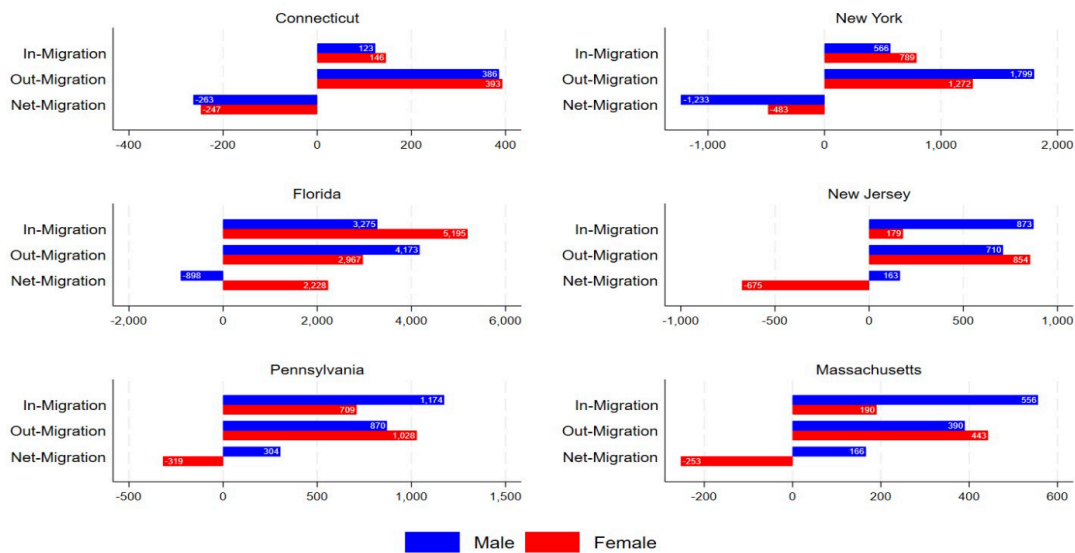 Connecticut
In-Migration
123
146
Out-Migration
386
393
Net-Migration
-263
-247
-400 -200 0 200 400
New York
In-Migration
566
789
Out-Migration
1,799
1,272
Net-Migration
-1,233
-483
-1,000 0 1,000 2,000
Florida
In-Migration
3,275
5,195
Out-Migration
4,173
2,967
Net-Migration
-898
2,228
-2,000 0 2,000 4,000 6,000
New Jersey
In-Migration
873
179
Out-Migration
710
854
Net-Migration
163
-675
-1,000 -500 0 500 1,000
Pennsylvania
In-Migration
1,174
709
Out-Migration
870
1,028
Net-Migration
304
-319
-500 0 500 1,000 1,500
Massachusetts
In-Migration
556
190
Out-Migration
390
443
Net-Migration
166
-253
-200 0 200 400 600
Male Female